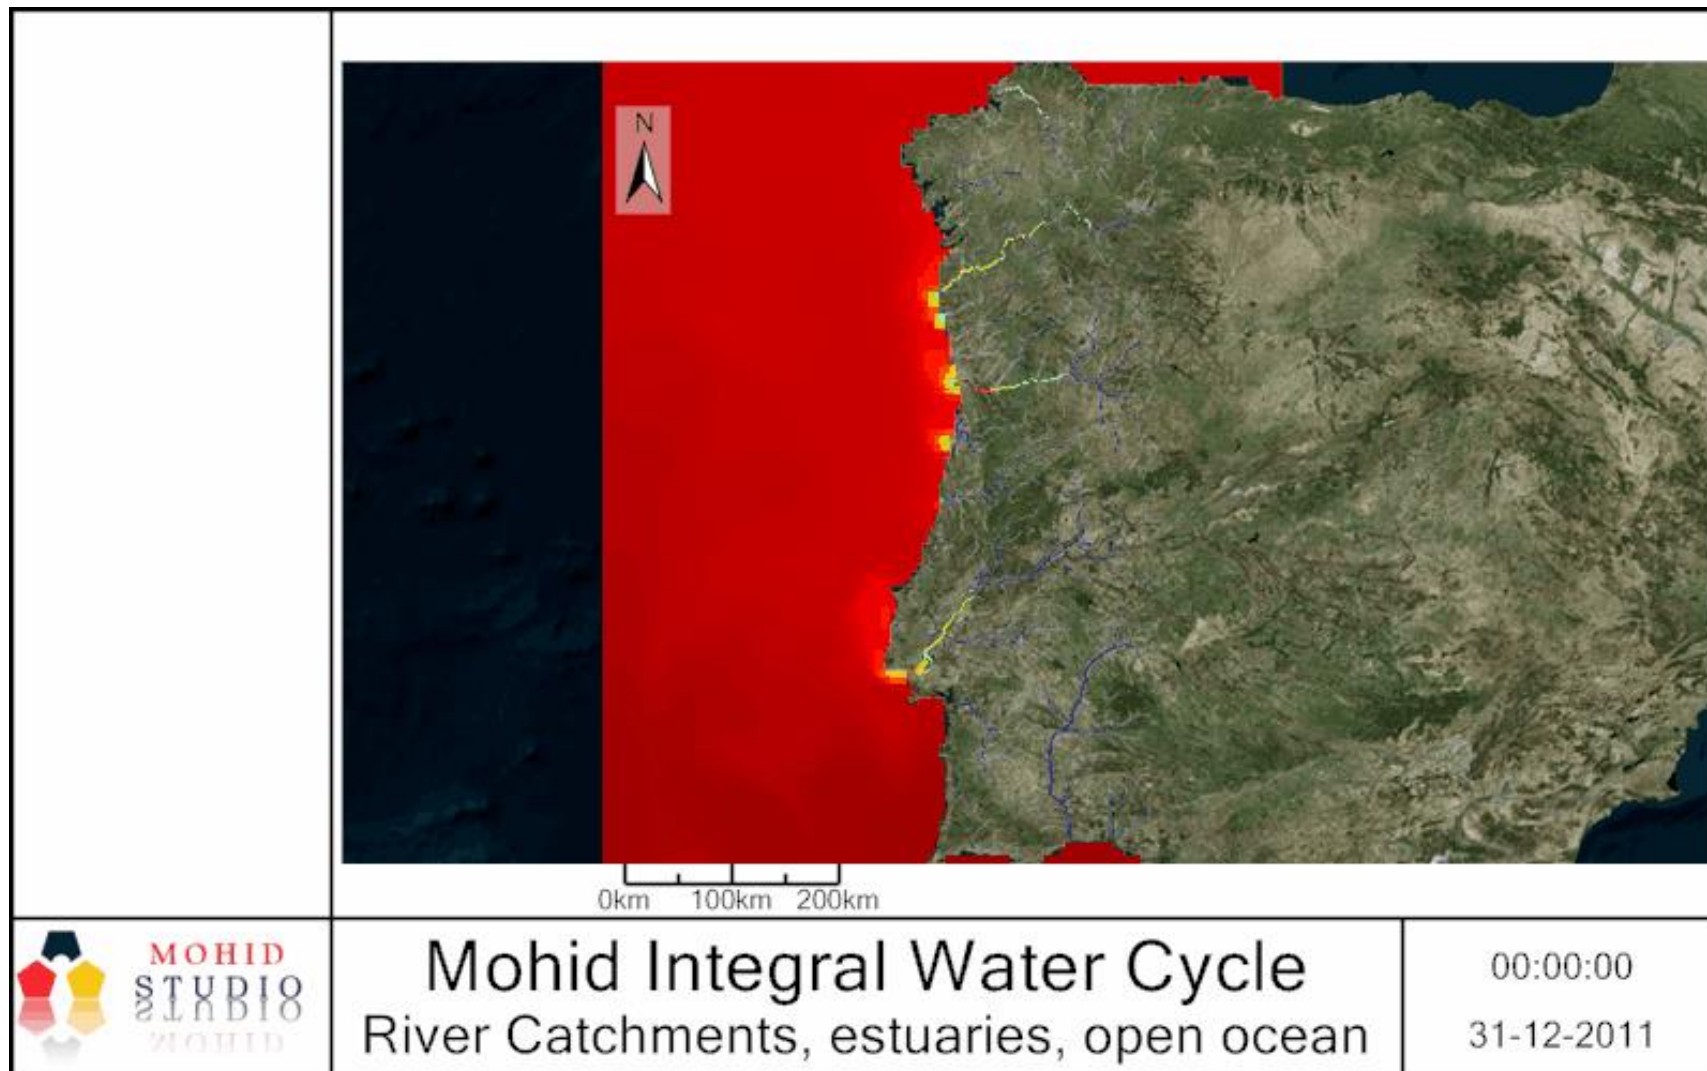 N
0km 100km 200km
MOHID
STUDIO
Mohid Integral Water Cycle
River Catchments, estuaries, open ocean
00:00:00
31-12-2011